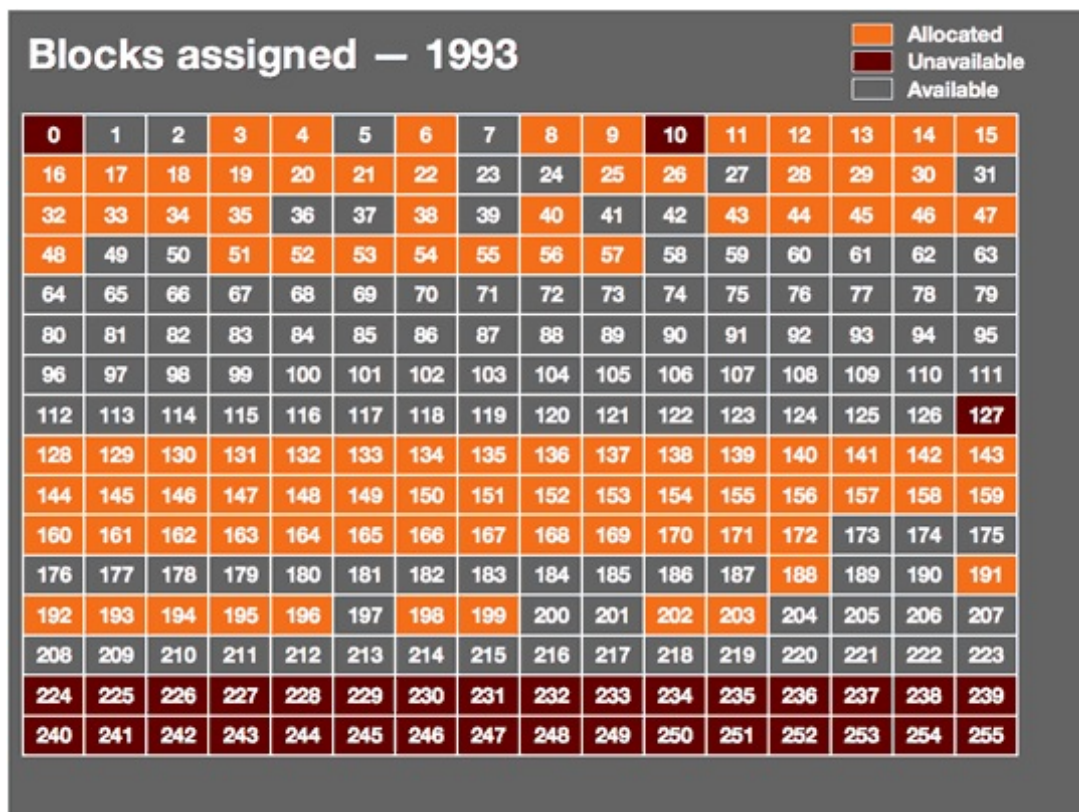 Blocks assigned — 1993
Allocated
Unavailable
Available
0 1 2 3 4 5 6 7 8 9 10 11 12 13 14 15
16 17 18 19 20 21 22 23 24 25 26 27 28 29 30 31
32 33 34 35 36 37 38 39 40 41 42 43 44 45 46 47
48 49 50 51 52 53 54 55 56 57 58 59 60 61 62 63
64 65 66 67 68 69 70 71 72 73 74 75 76 77 78 79
80 81 82 83 84 85 86 87 88 89 90 91 92 93 94 95
96 97 98 99 100 101 102 103 104 105 106 107 108 109 110 111
112 113 114 115 116 117 118 119 120 121 122 123 124 125 126 127
128 129 130 131 132 133 134 135 136 137 138 139 140 141 142 143
144 145 146 147 148 149 150 151 152 153 154 155 156 157 158 159
160 161 162 163 164 165 166 167 168 169 170 171 172 173 174 175
176 177 178 179 180 181 182 183 184 185 186 187 188 189 190 191
192 193 194 195 196 197 198 199 200 201 202 203 204 205 206 207
208 209 210 211 212 213 214 215 216 217 218 219 220 221 222 223
224 225 226 227 228 229 230 231 232 233 234 235 236 237 238 239
240 241 242 243 244 245 246 247 248 249 250 251 252 253 254 255